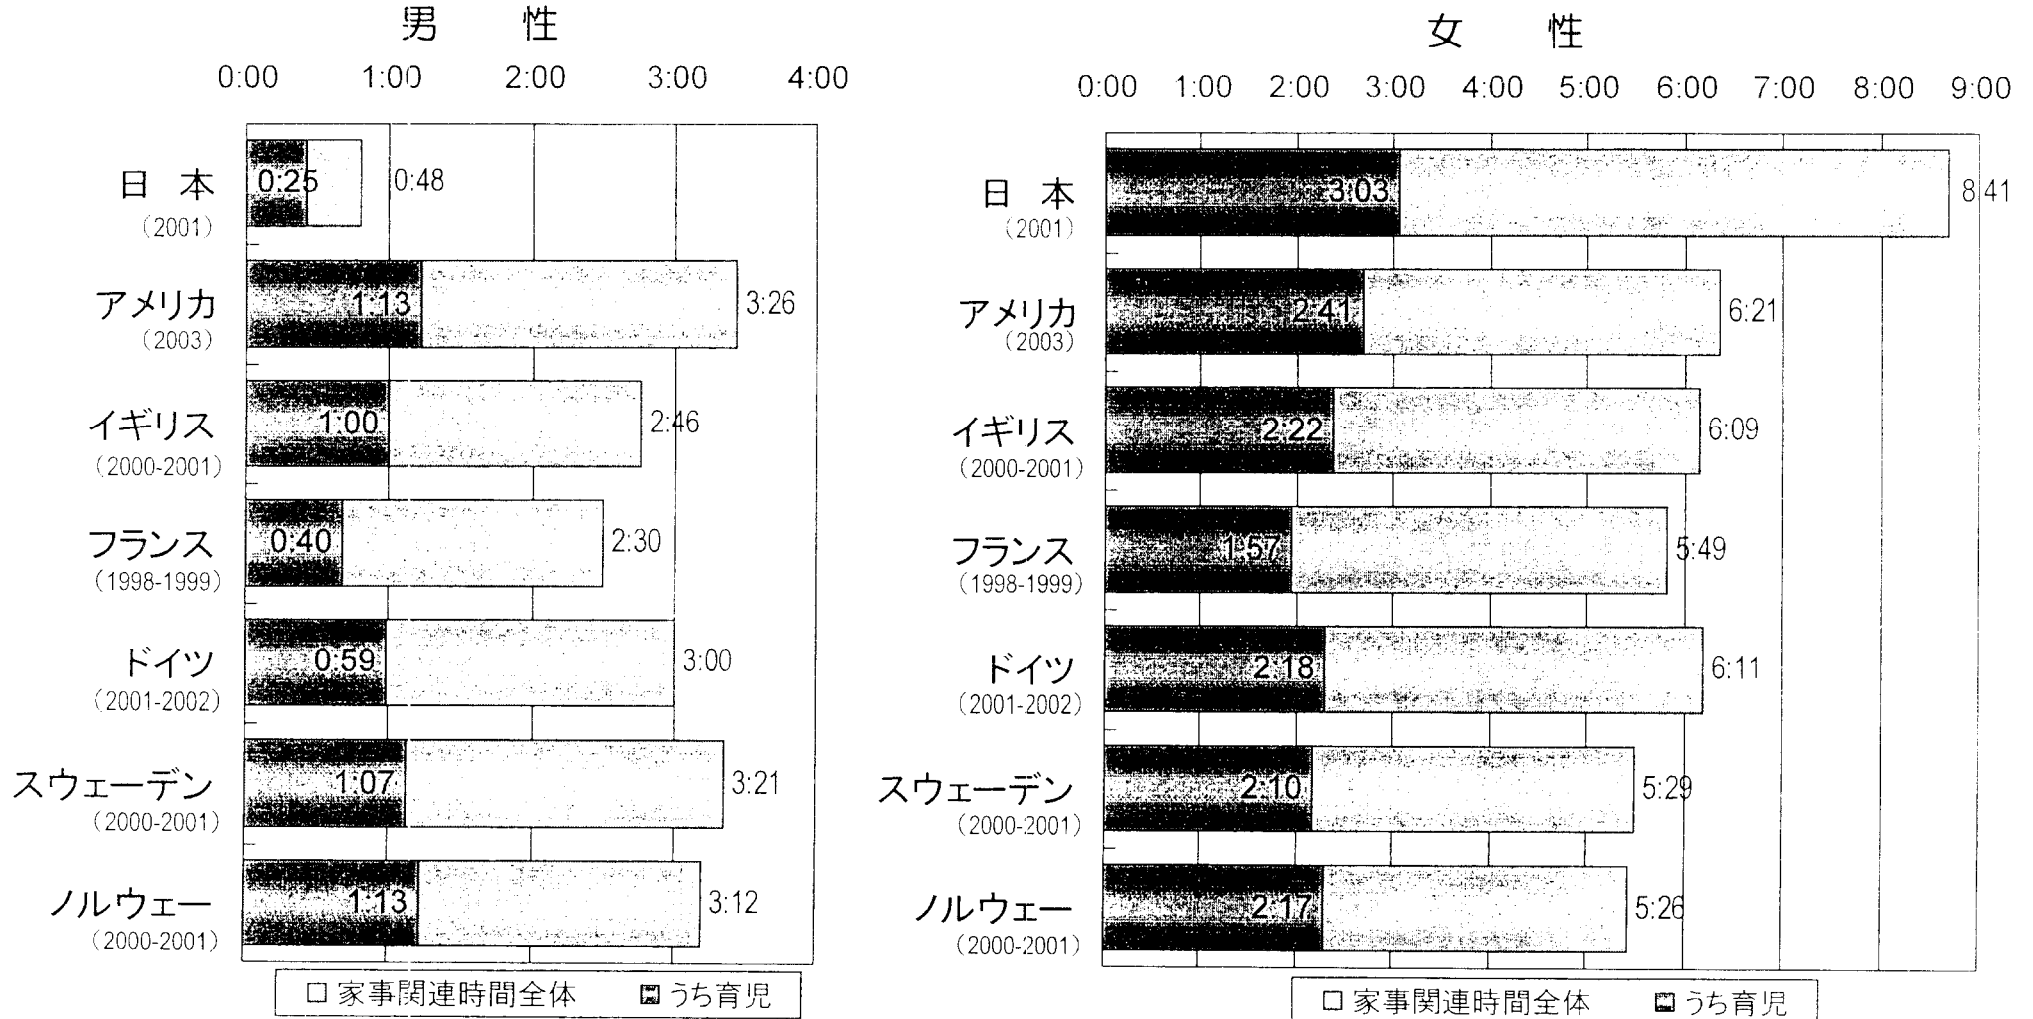 男 性
0:00 1:00 2:00 3:00 4:00
日 本 0:25 0:48
(2001)
アメリカ 1:13 3:26
(2003)
イギリス 1:00 2:46
(2000-2001)
フランス 0:40 2:30
(1998-1999)
ドイツ 0:59 3:00
(2001-2002)
スウェーデン 1:07 3:21
(2000-2001)
ノルウェー 1:13 3:12
(2000-2001)
家事関連時間全体 うち育児
女 性
0:00 1:00 2:00 3:00 4:00 5:00 6:00 7:00 8:00 9:00
日 本 3:03 8:41
(2001)
アメリカ 2:41 6:21
(2003)
イギリス 2:22 6:09
(2000-2001)
フランス 1:57 5:49
(1998-1999)
ドイツ 2:18 6:11
(2001-2002)
スウェーデン 2:10 5:29
(2000-2001)
ノルウェー 2:17 5:26
(2000-2001)
家事関連時間全体 うち育児